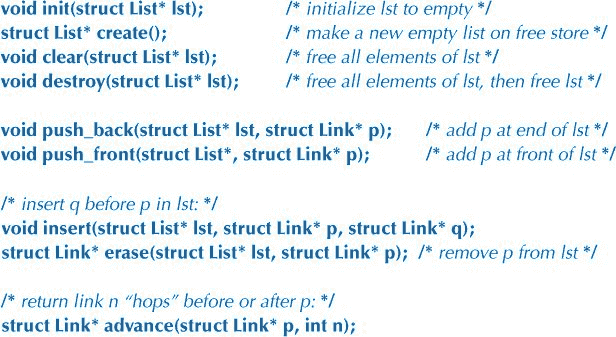 void init(struct List* lst); /* initialize lst to empty */
struct List* create(); /* make a new empty list on free store */
void clear(struct List* lst); /* free all elements of lst */
void destroy(struct List* lst); /* free all elements of lst, then free lst */
void push_back(struct List* lst, struct Link* p); /* add p at end of lst */
void push_front(struct List*, struct Link* p); /* add p at front of lst */
/* insert q before p in lst: */
void insert(struct List* lst, struct Link* p, struct Link* q);
struct Link* erase(struct List* lst, struct Link* p); /* remove p from lst */
/* return link n “hops” before or after p: */
struct Link* advance(struct Link* p, int n);